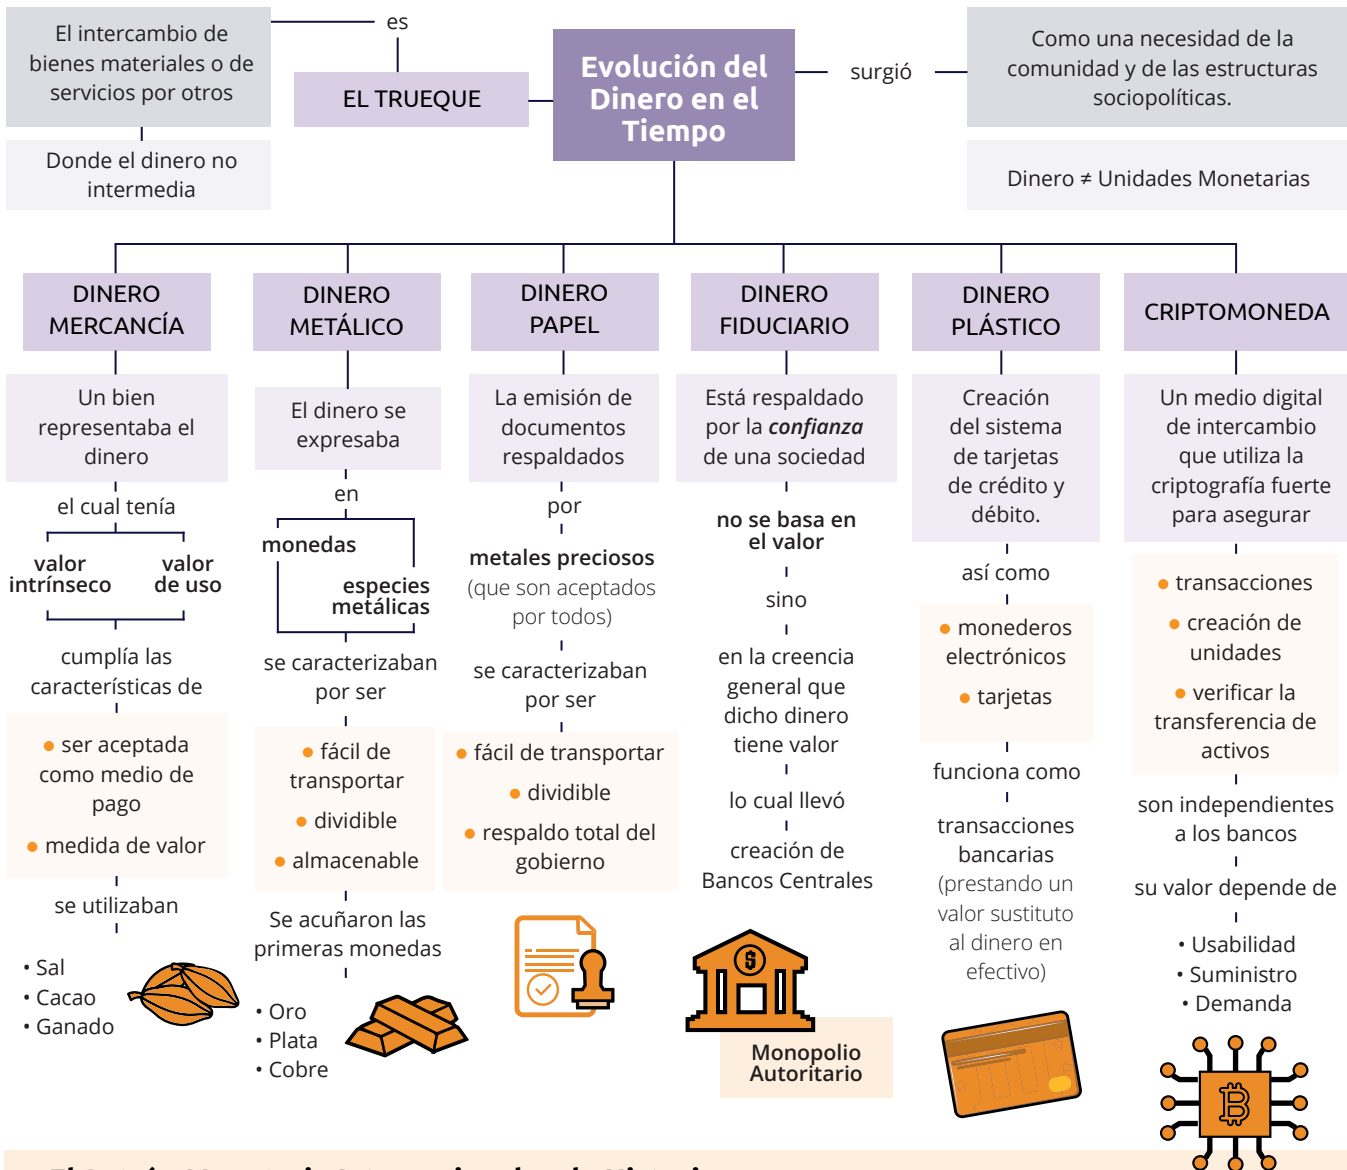 El intercambio de
bienes materiales o de
servicios por otros
es
EL TRUEQUE
Donde el dinero no
intermedia
Evolución del
Dinero en el
Tiempo
surgió
Como una necesidad de la
comunidad y de las estructuras
sociopolíticas.
Dinero ≠ Unidades Monetarias
DINERO
MERCANCÍA
Un bien
representaba el
dinero
el cual tenía
valor
intrínseco
valor
de uso
cumplía las
características de
• ser aceptada
como medio de
pago
• medida de valor
se utilizaban
• Sal
• Cacao
• Ganado
DINERO
METÁLICO
El dinero se
expresaba
en
monedas
especies
metálicas
se caracterizaban
por ser
• fácil de
transportar
• dividible
• almacenable
Se acuñaron las
primeras monedas
• Oro
• Plata
• Cobre
DINERO
PAPEL
La emisión de
documentos
respaldados
por
metales preciosos
(que son aceptados
por todos)
se caracterizaban
por ser
• fácil de transportar
• dividible
• respaldo total del
gobierno
DINERO
FIDUCIARIO
Está respaldado
por la confianza
de una sociedad
no se basa en
el valor
sino
en la creencia
general que
dicho dinero
tiene valor
lo cual llevó
creación de
Bancos Centrales
$
Monopolio
Autoritario
DINERO
PLÁSTICO
Creación
del sistema
de tarjetas
de crédito y
débito.
así como
• monederos
electrónicos
• tarjetas
funciona como
transacciones
bancarias
(prestando un
valor sustituto
al dinero en
efectivo)
CRIPTOMONEDA
Un medio digital
de intercambio
que utiliza la
criptografía fuerte
para asegurar
• transacciones
• creación de
unidades
• verificar la
transferencia de
activos
son independientes
a los bancos
su valor depende de
• Usabilidad
• Suministro
• Demanda
₿